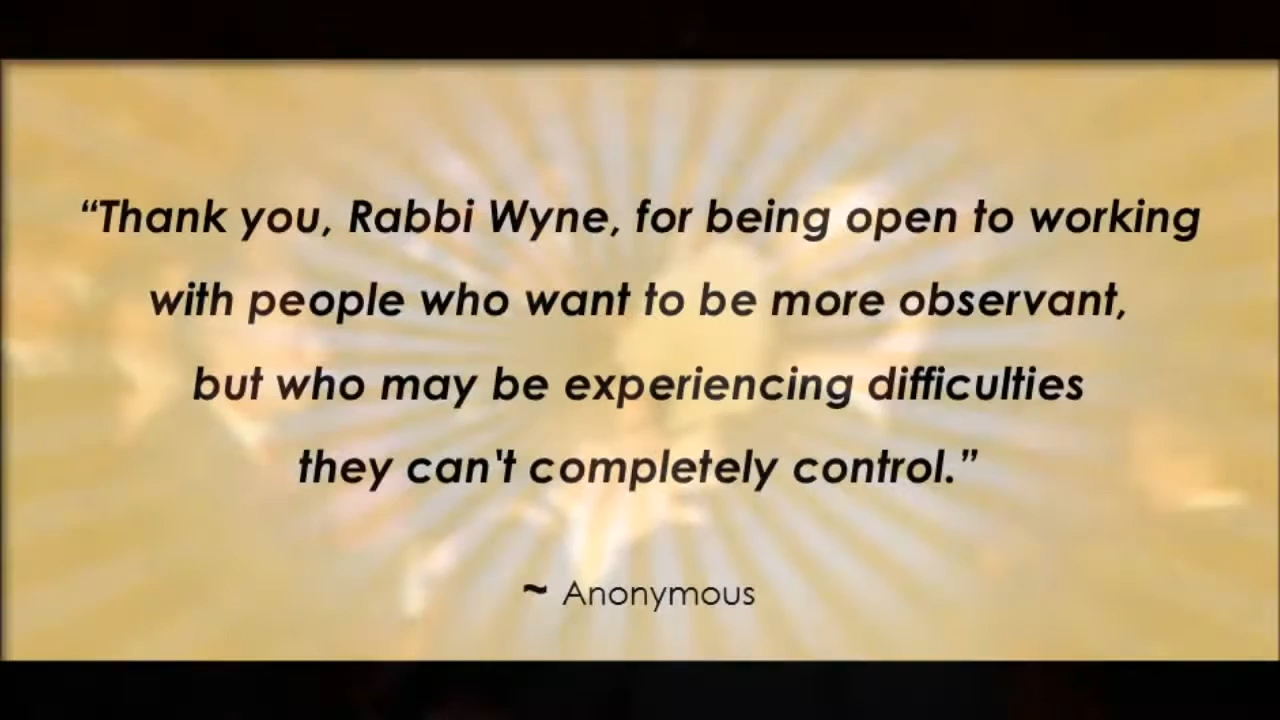 “Thank you, Rabbi Wyne, for being open to working
with people who want to be more observant,
but who may be experiencing difficulties
they can't completely control.”
~ Anonymous